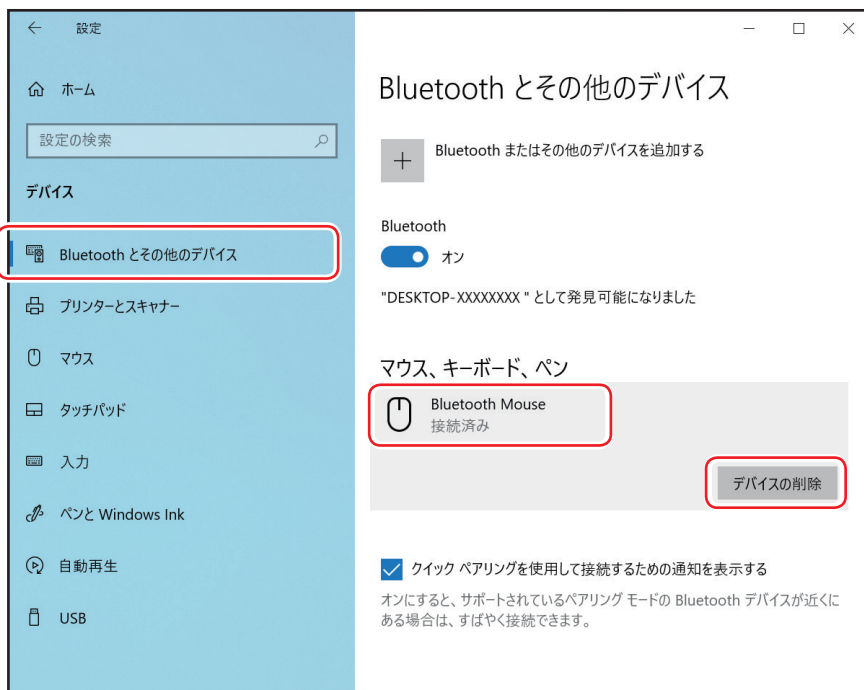 設定
ホーム
設定の検索
デバイス
Bluetooth とその他のデバイス
プリンターとスキャナー
マウス
タッチパッド
入力
ペンと Windows Ink
自動再生
USB
Bluetooth とその他のデバイス
Bluetooth またはその他のデバイスを追加する
Bluetooth
オン
"DESKTOP-XXXXXXXX " として発見可能になりました
マウス、キーボード、ペン
Bluetooth Mouse
接続済み
デバイスの削除
クイック ペアリングを使用して接続するための通知を表示する
オンにすると、サポートされているペアリング モードの Bluetooth デバイスが近くに
ある場合は、すばやく接続できます。